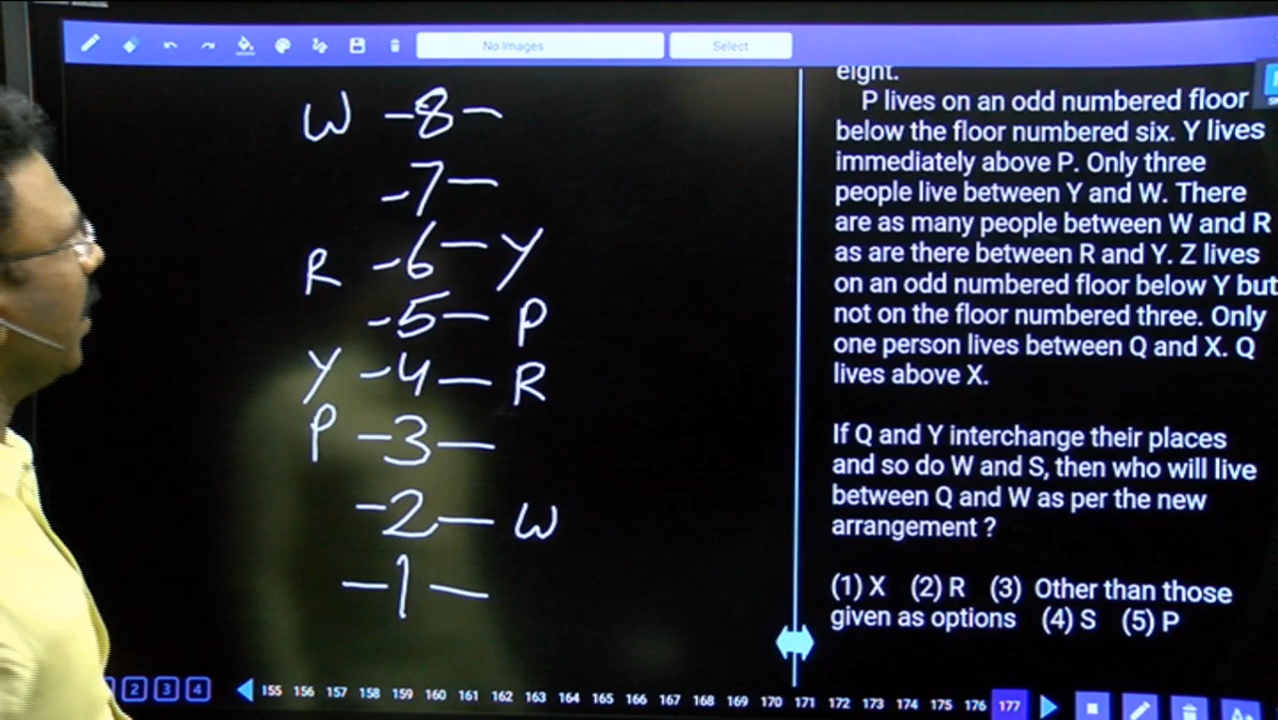 No Images Select
eight.
P lives on an odd numbered floor
below the floor numbered six. Y lives
immediately above P. Only three
people live between Y and W. There
are as many people between W and R
as are there between R and Y. Z lives
on an odd numbered floor below Y but
not on the floor numbered three. Only
one person lives between Q and X. Q
lives above X.
If Q and Y interchange their places
and so do W and S, then who will live
between Q and W as per the new
arrangement ?
(1) X (2) R (3) Other than those
given as options (4) S (5) P
W -8-
-7-
R -6- Y
-5- P
Y -4- R
P -3-
-2- W
-1-
2 3 4 155 156 157 158 159 160 161 162 163 164 165 166 167 168 169 170 171 172 173 174 175 176 177